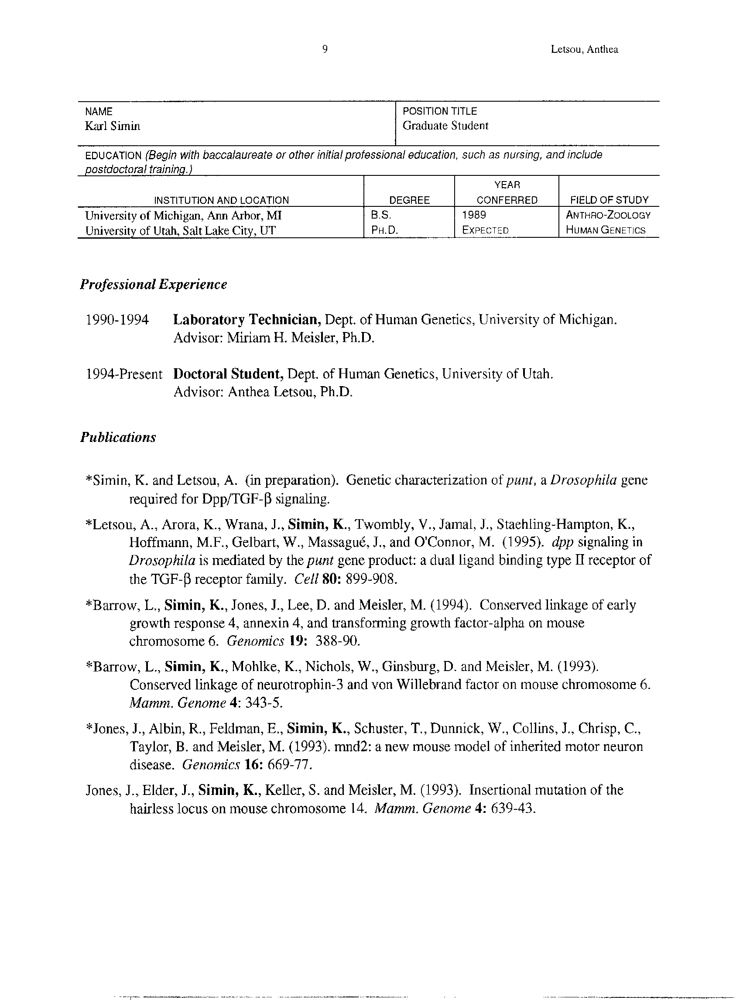 9
Letsou, Anthea
NAME
Karl Simin
POSITION TITLE
Graduate Student
EDUCATION (Begin with baccalaureate or other initial professional education, such as nursing, and include
postdoctoral training.)
INSTITUTION AND LOCATION
DEGREE
YEAR
CONFERRED
FIELD OF STUDY
University of Michigan, Ann Arbor, MI B.S. 1989 ANTHRO-ZOOLOGY
University of Utah, Salt Lake City, UT PH.D. EXPECTED HUMAN GENETICS
Professional Experience
1990-1994 Laboratory Technician, Dept. of Human Genetics, University of Michigan.
Advisor: Miriam H. Meisler, Ph.D.
1994-Present Doctoral Student, Dept. of Human Genetics, University of Utah.
Advisor: Anthea Letsou, Ph.D.
Publications
*Simin, K. and Letsou, A. (in preparation). Genetic characterization of punt, a Drosophila gene
required for Dpp/TGF-β signaling.
*Letsou, A., Arora, K., Wrana, J., Simin, K., Twombly, V., Jamal, J., Staehling-Hampton, K.,
Hoffmann, M.F., Gelbart, W., Massagué, J., and O'Connor, M. (1995). dpp signaling in
Drosophila is mediated by the punt gene product: a dual ligand binding type II receptor of
the TGF-β receptor family. Cell 80: 899-908.
*Barrow, L., Simin, K., Jones, J., Lee, D. and Meisler, M. (1994). Conserved linkage of early
growth response 4, annexin 4, and transforming growth factor-alpha on mouse
chromosome 6. Genomics 19: 388-90.
*Barrow, L., Simin, K., Mohlke, K., Nichols, W., Ginsburg, D. and Meisler, M. (1993).
Conserved linkage of neurotrophin-3 and von Willebrand factor on mouse chromosome 6.
Mamm. Genome 4: 343-5.
*Jones, J., Albin, R., Feldman, E., Simin, K., Schuster, T., Dunnick, W., Collins, J., Chrisp, C.,
Taylor, B. and Meisler, M. (1993). mnd2: a new mouse model of inherited motor neuron
disease. Genomics 16: 669-77.
Jones, J., Elder, J., Simin, K., Keller, S. and Meisler, M. (1993). Insertional mutation of the
hairless locus on mouse chromosome 14. Mamm. Genome 4: 639-43.